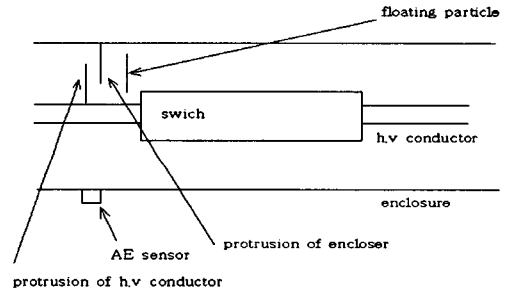 floating particle
swich
h,v conductor
enclosure
protrusion of encloser
AE sensor
protrusion of h,v conductor